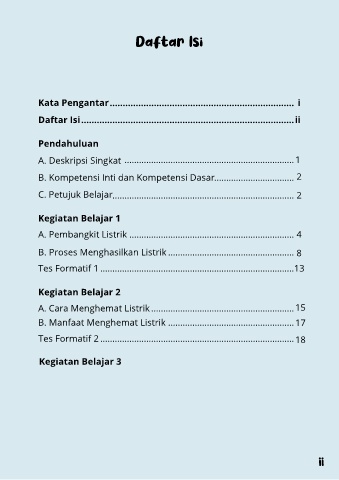 Daftar Isi
Kata Pengantar.......................................................................... i
Daftar Isi..................................................................................... ii
Pendahuluan
A. Deskripsi Singkat .................................................................... 1
B. Kompetensi Inti dan Kompetensi Dasar................................ 2
C. Petujuk Belajar......................................................................... 2
Kegiatan Belajar 1
A. Pembangkit Listrik .................................................................. 4
B. Proses Menghasilkan Listrik .................................................. 8
Tes Formatif 1 .............................................................................. 13
Kegiatan Belajar 2
A. Cara Menghemat Listrik ......................................................... 15
B. Manfaat Menghemat Listrik .................................................. 17
Tes Formatif 2 .............................................................................. 18
Kegiatan Belajar 3
ii